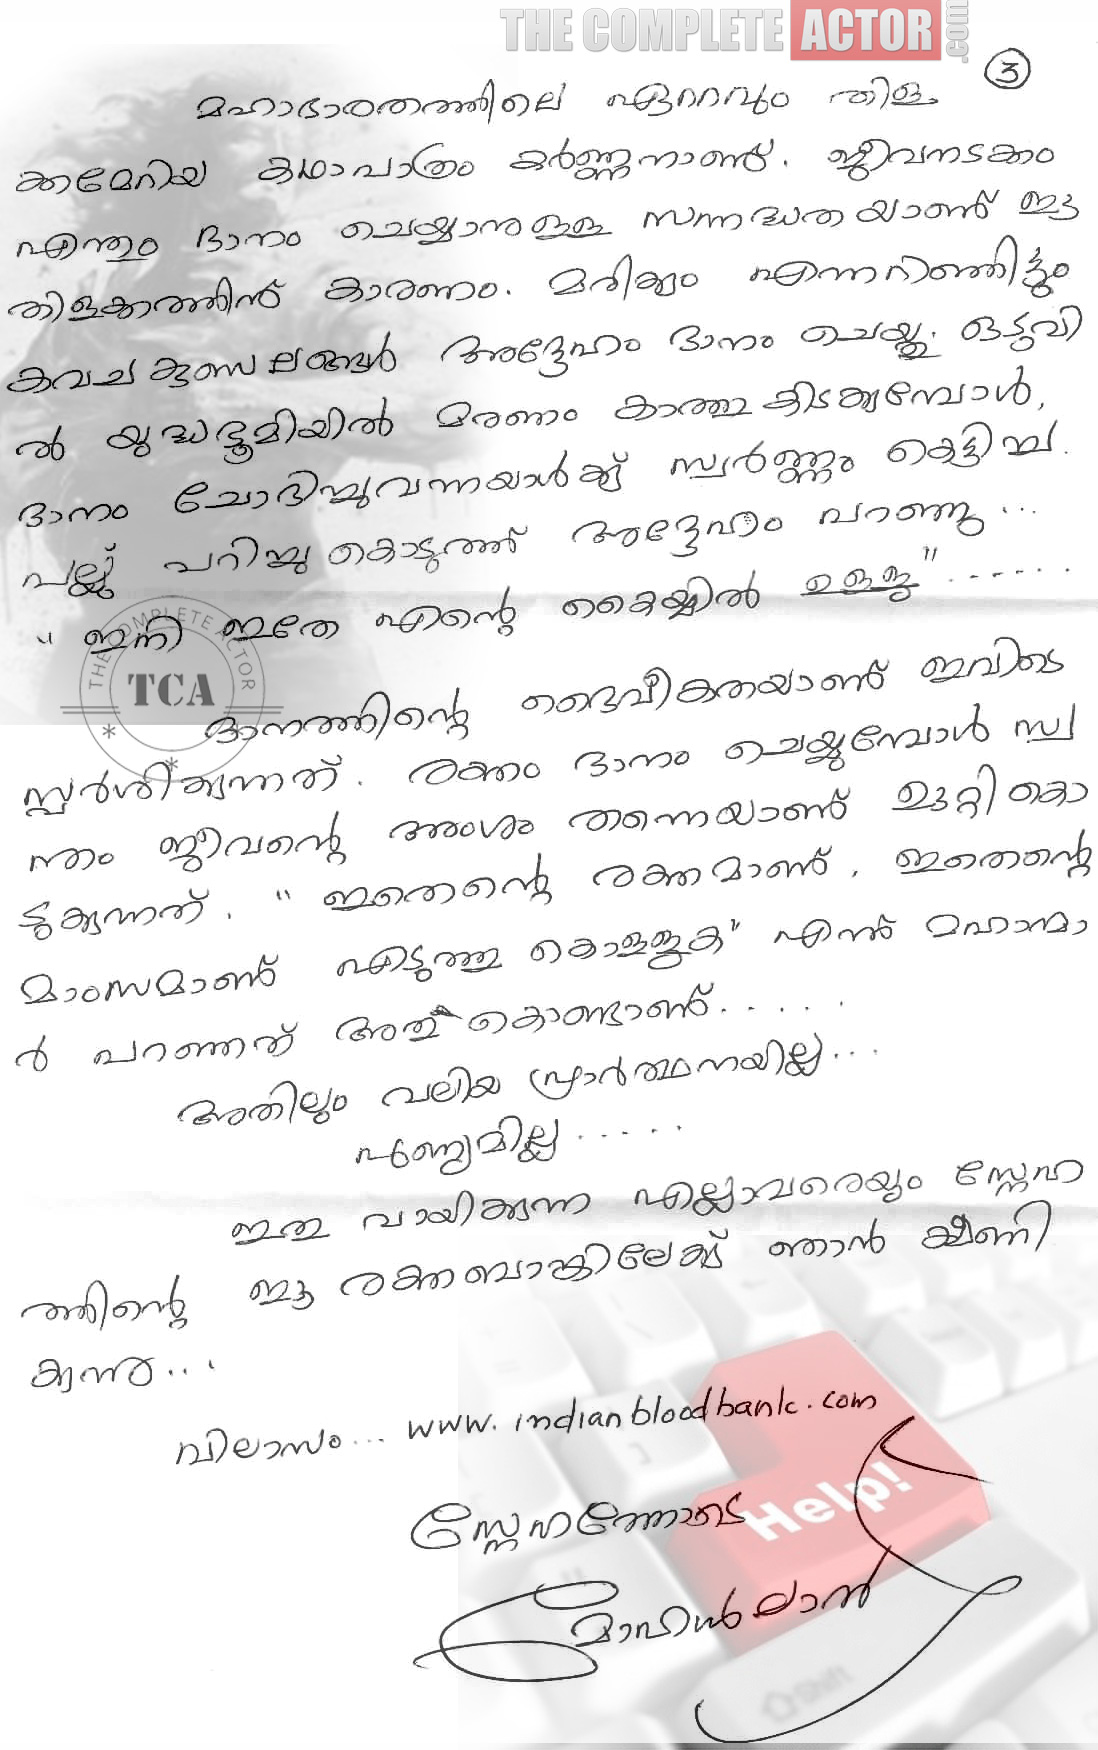 THE COMPLETE ACTOR.com
3
മഹാഭാരതത്തിലെ ഏററവും തിള
ക്കമേറിയ കഥാപാത്രം കർണ്ണനാണ്. ജീവനടക്കം
എന്തും ദാനം ചെയ്യാനുള്ള സന്നദ്ധതയാണ് ഈ
തിളക്കത്തിന് കാരണം. മരിക്കും എന്നറിഞ്ഞിട്ടും
കവചകുണ്ഡലങ്ങൾ അദ്ദേഹം ദാനം ചെയ്തു. ഒടുവി
ൽ യുദ്ധഭൂമിയിൽ മരണം കാത്തുകിടക്കുമ്പോൾ,
ദാനം ചോദിച്ചുവന്നയാൾക്ക് സ്വർണ്ണം കെട്ടിച്ച
പല്ല് പറിച്ചുകൊടുത്ത് അദ്ദേഹം പറഞ്ഞു...
" ഇനി ഇതേ എന്റെ കൈയ്യിൽ ഉള്ളൂ"......
ദാനത്തിന്റെ ദൈവീകതയാണ് ഇവിടെ
സ്പർശിക്കുന്നത്. രക്തം ദാനം ചെയ്യുമ്പോൾ സ്വ
ന്തം ജീവന്റെ അംശം തന്നെയാണ് ഊറ്റികൊ
ടുക്കുന്നത്. " ഇതെന്റെ രക്തമാണ്, ഇതെന്റെ
മാംസമാണ് എടുത്തു കൊള്ളുക" എന്ന് മഹാന്മാ
ർ പറഞ്ഞത് അതുകൊണ്ടാണ്.....
അതിലും വലിയ പ്രാർത്ഥനയില്ല...
പുണ്യമില്ല.....
ഇതു വായിക്കുന്ന എല്ലാവരെയും സ്നേഹ
ത്തിന്റെ ഈ രക്തബാങ്കിലേക്ക് ഞാൻ ക്ഷണി
ക്കുന്നു...
വിലാസം... www.indianbloodbank.com
സ്നേഹത്തോടെ
മോഹൻലാൽ
THE COMPLETE ACTOR
TCA
Help!
Shift